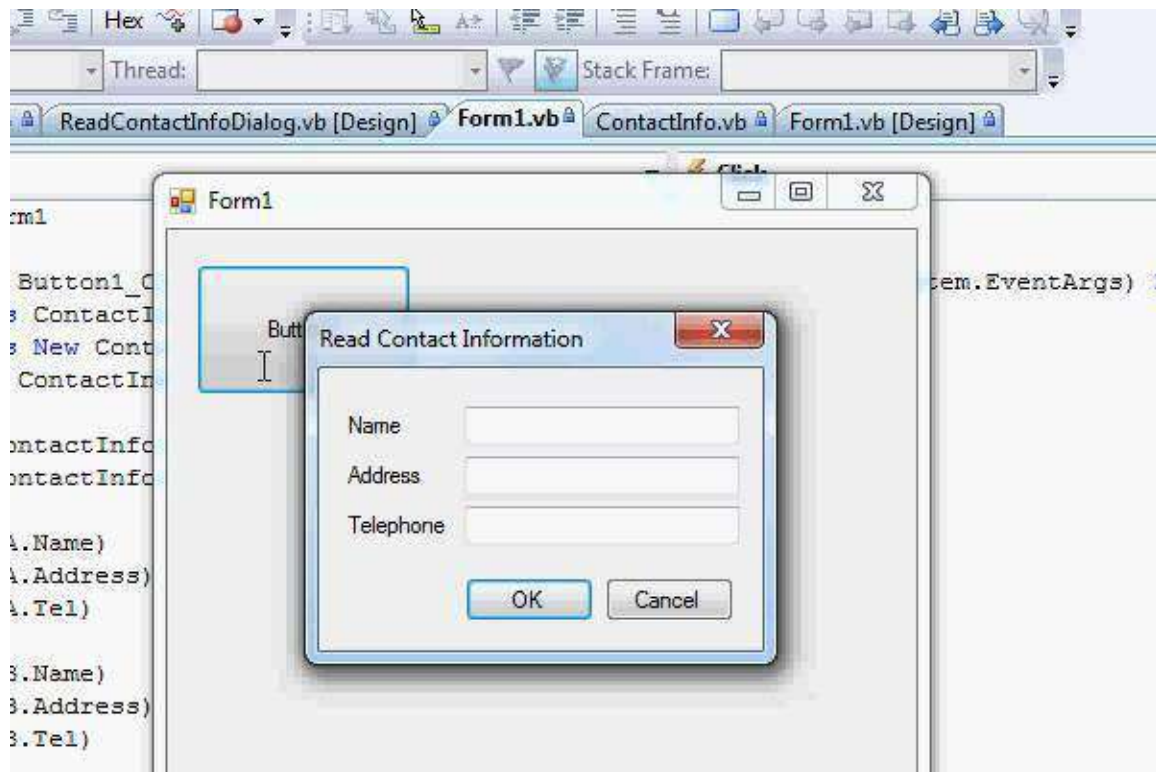 Hex
Thread:
Stack Frame:
ReadContactInfoDialog.vb [Design]
Form1.vb
ContactInfo.vb
Form1.vb [Design]
Click
Form1
rm1
Button1_C
tem.EventArgs)
s ContactI
Butt
s New Cont
Read Contact Information
ContactIn
Name
ontactInfo
Address
ontactInfo
Telephone
A.Name)
A.Address)
OK
Cancel
A.Tel)
B.Name)
B.Address)
B.Tel)